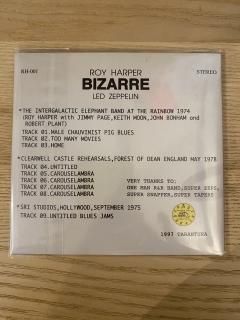 KH-001
ROY HARPER
STEREO
BIZARRE
LED ZEPPELIN
*THE INTERGALACTIC ELEPHANT BAND AT THE RAINBOW 1974
(ROY HARPER with JIMMY PAGE,KEITH MOON,JOHN BONHAM and
ROBERT PLANT)
TRACK 01.MALE CHAUVINIST PIG BLUES
TRACK 02.TOO MANY MOVIES
TRACK 03.HOME
*CLEARWELL CASTLE REHEARSALS,FOREST OF DEAN ENGLAND MAY 1978
TRACK 04.UNTITLED
TRACK 05.CAROUSELAMBRA
TRACK 06.CAROUSELAMBRA
TRACK 07.CAROUSELAMBRA
TRACK 08.CAROUSELAMBRA
VERY THANKS TO:
ONE MAN R&R BAND,SUPER ZEPS,
SUPER SNAPPER,SUPER TAPERS
*SRI STUDIOS,HOLLYWOOD,SEPTEMBER 1975
TRACK 09.UNTITLED BLUES JAMS
1997 TARANTURA